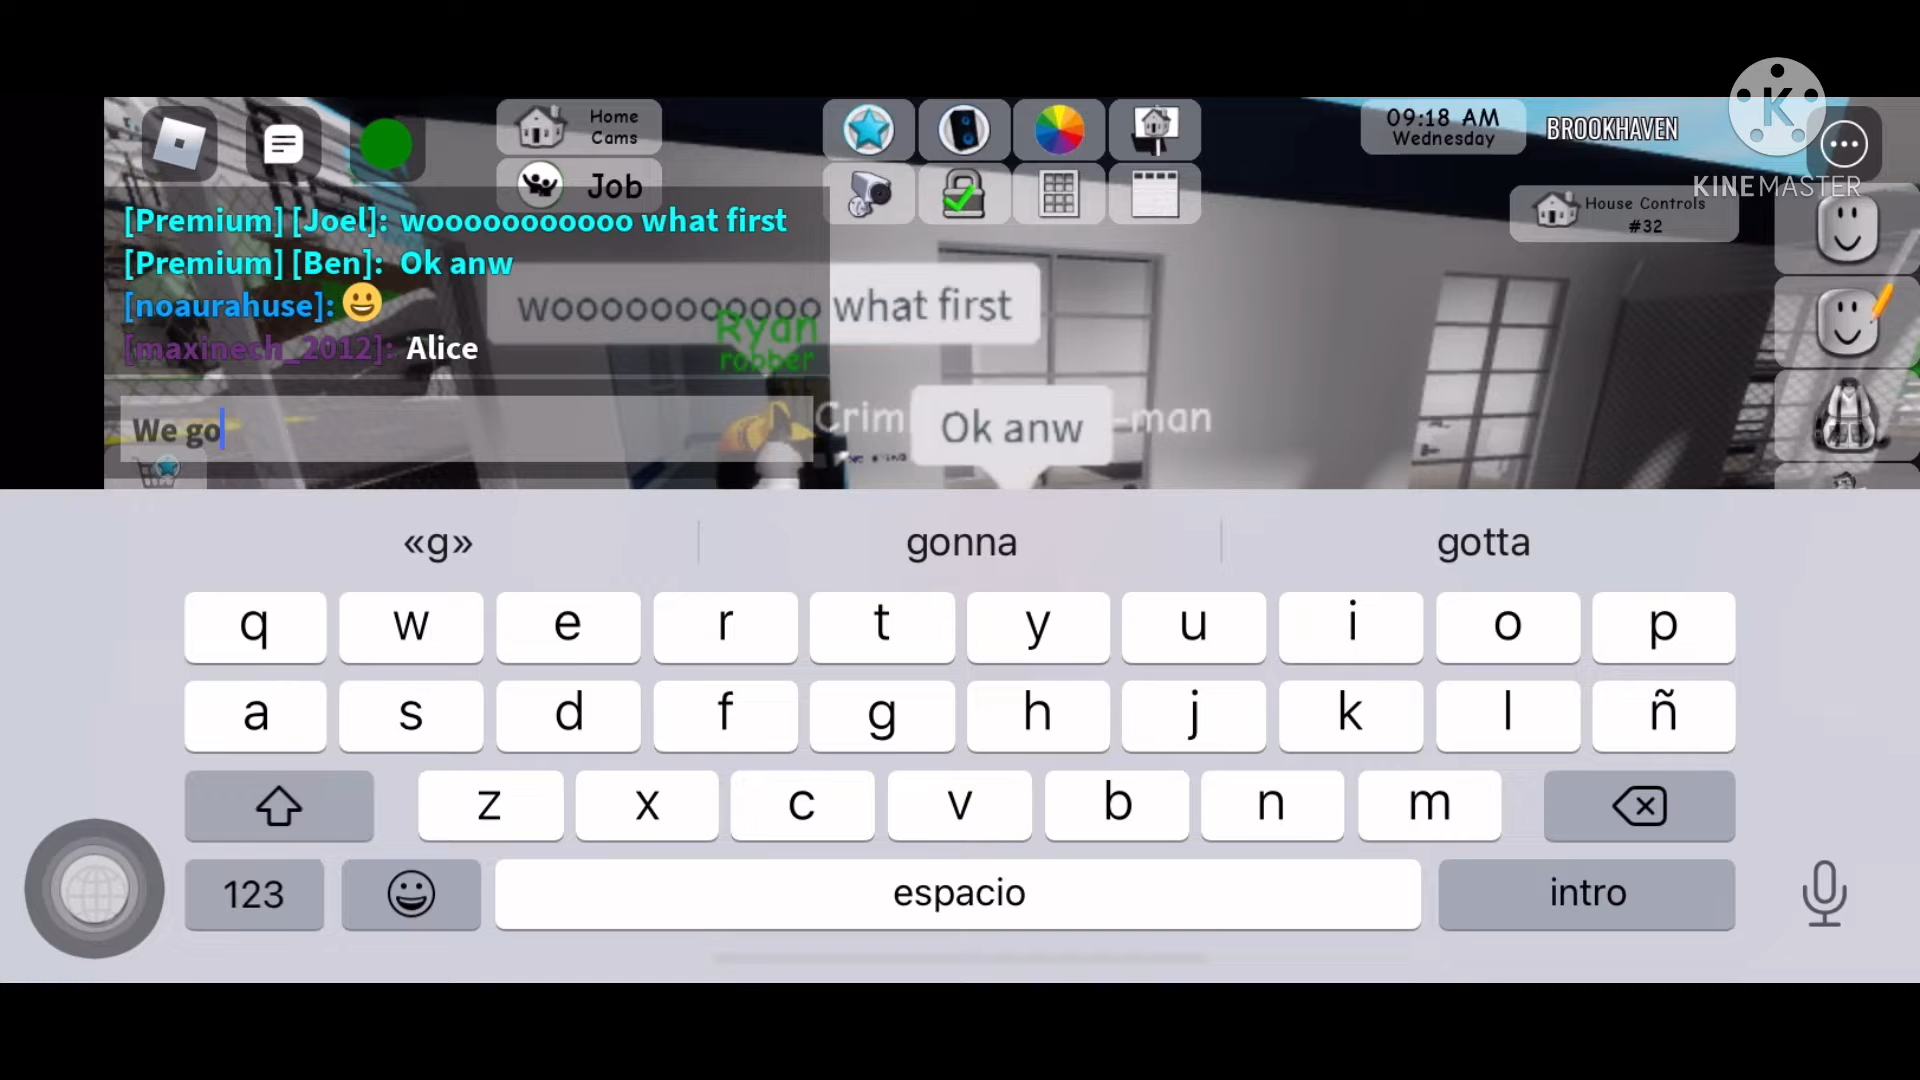 Home
Cams
Job
09:18 AM
Wednesday
BROOKHAVEN
K
KINEMASTER
House Controls
#32
[Premium] [Joel]: woooooooooooo what first
[Premium] [Ben]: Ok anw
[noaurahuse]: 😀
[maxinech_2012]: Alice
woooooooooooo what first
Ryan
robber
Crim
-man
Ok anw
We go
«g»
gonna
gotta
q w e r t y u i o p
a s d f g h j k l ñ
z x c v b n m
123
espacio
intro